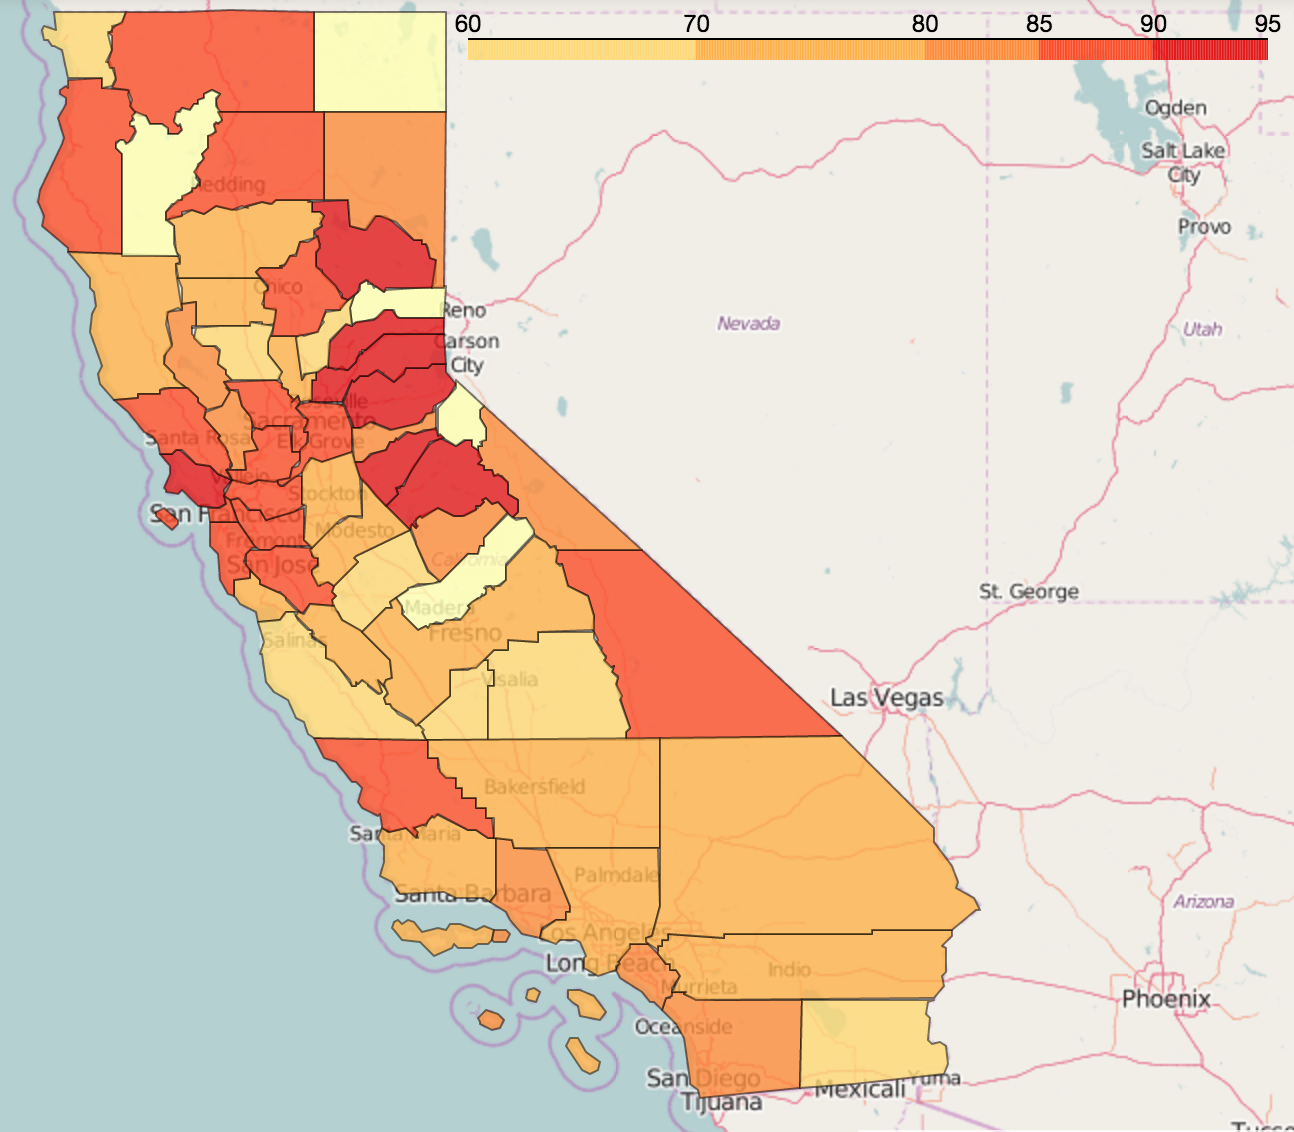 60 70 80 85 90 95
Ogden
Salt Lake
City
Redding
Provo
Chico
Reno
Nevada
Utah
Carson
City
Roseville
Sacramento
Santa Rosa
Elk Grove
Vallejo
Stockton
San Francisco
Modesto
Fremont
San Jose
California
St. George
Madera
Fresno
Salinas
Visalia
Las Vegas
Bakersfield
Santa Maria
Palmdale
Santa Barbara
Arizona
Los Angeles
Long Beach
Indio
Murrieta
Phoenix
Oceanside
San Diego
Mexicali
Yuma
Tijuana